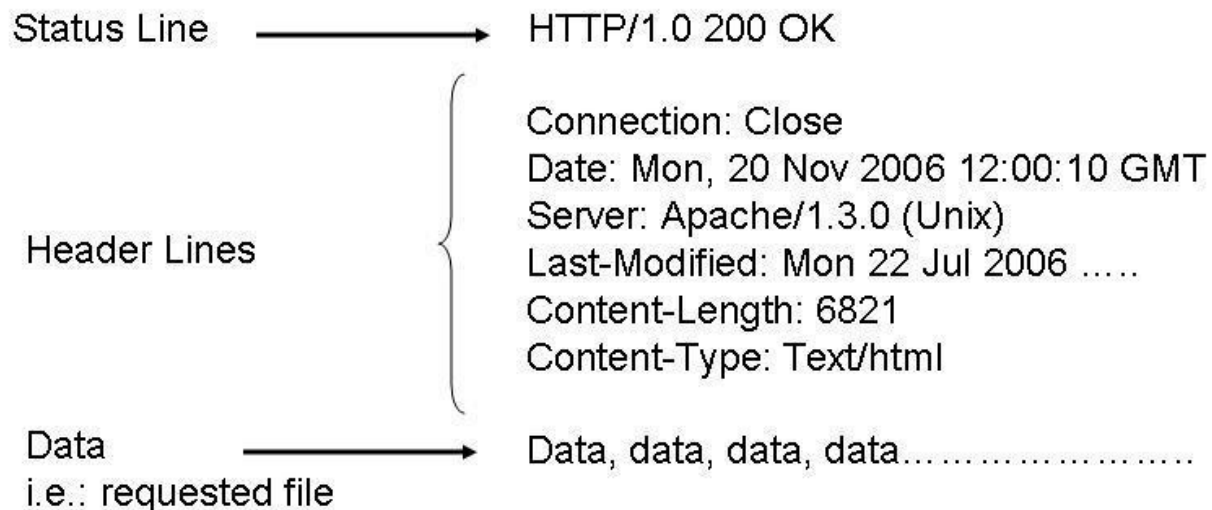 Status Line
HTTP/1.0 200 OK
Header Lines
Connection: Close
Date: Mon, 20 Nov 2006 12:00:10 GMT
Server: Apache/1.3.0 (Unix)
Last-Modified: Mon 22 Jul 2006 .....
Content-Length: 6821
Content-Type: Text/html
Data
i.e.: requested file
Data, data, data, data…………………..